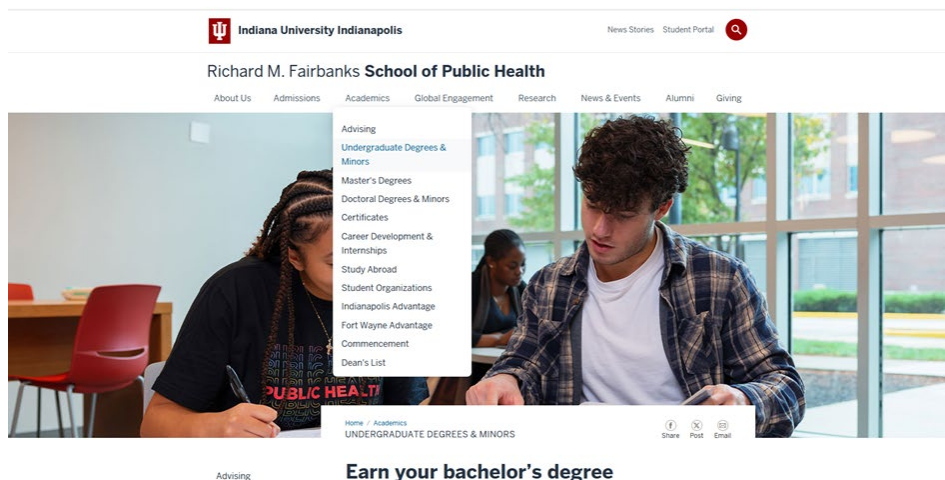 Indiana University Indianapolis
News Stories Student Portal
Richard M. Fairbanks School of Public Health
About Us Admissions Academics Global Engagement Research News & Events Alumni Giving
Advising
Undergraduate Degrees &
Minors
Master's Degrees
Doctoral Degrees & Minors
Certificates
Career Development &
Internships
Study Abroad
Student Organizations
Indianapolis Advantage
Fort Wayne Advantage
Commencement
Dean's List
PUBLIC HEALT
Home / Academics
UNDERGRADUATE DEGREES & MINORS
Share Post Email
Advising
Earn your bachelor's degree